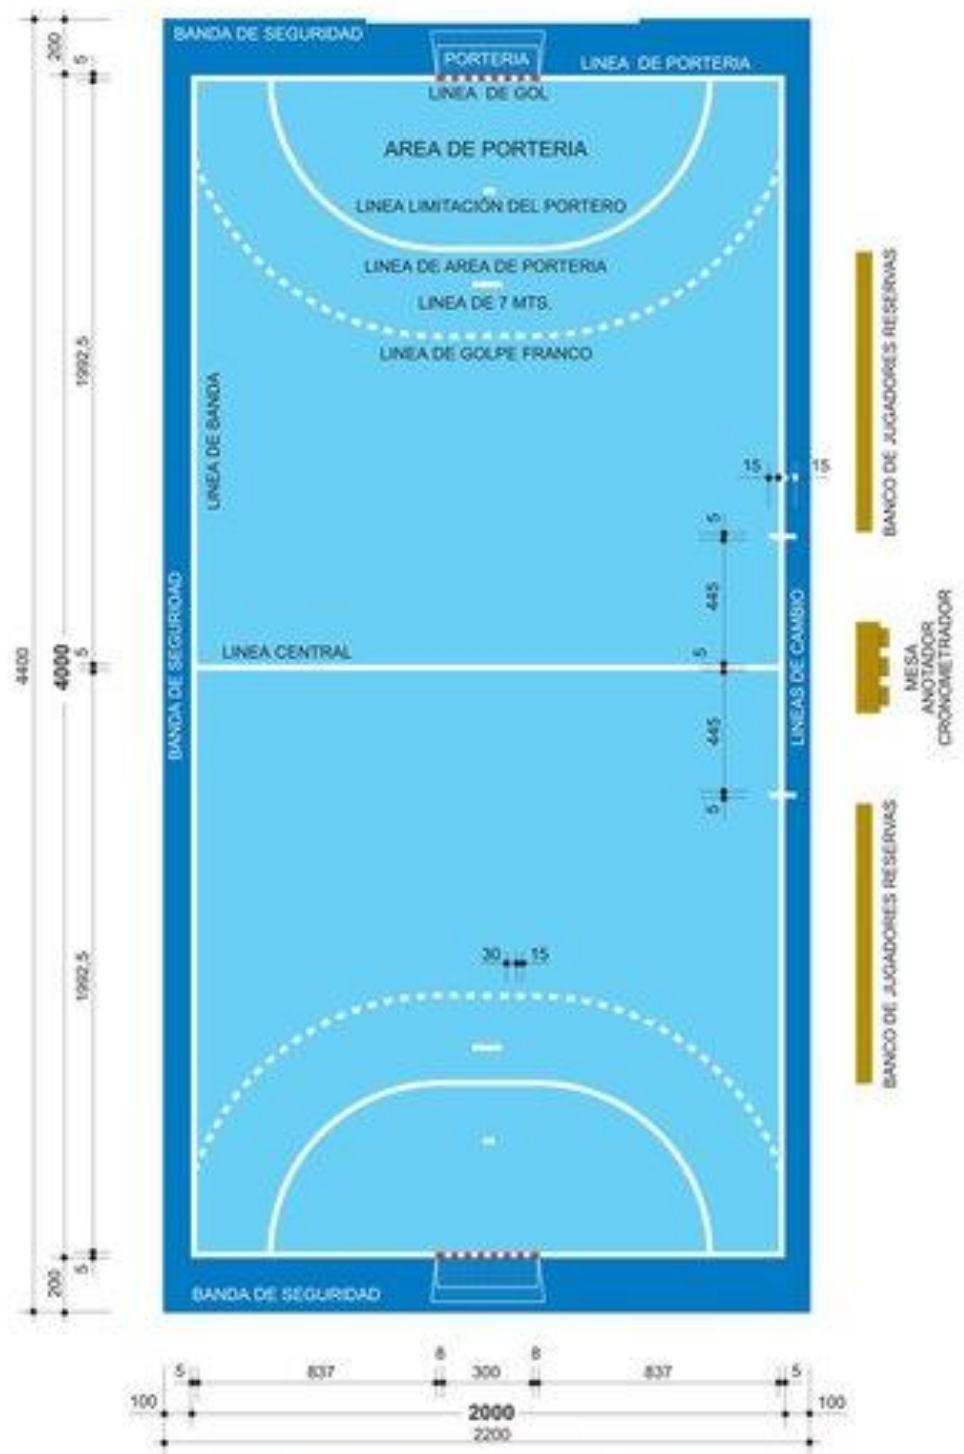 BANDA DE SEGURIDAD
PORTERIA
LINEA DE PORTERIA
LINEA DE GOL
AREA DE PORTERIA
LINEA LIMITACIÓN DEL PORTERO
LINEA DE AREA DE PORTERIA
LINEA DE 7 MTS.
LINEA DE GOLPE FRANCO
LINEA DE BANDA
BANDA DE SEGURIDAD
LINEA CENTRAL
LINEAS DE CAMBIO
BANCO DE JUGADORES RESERVAS
MESA
ANOTADOR
CRONOMETRADOR
BANCO DE JUGADORES RESERVAS
BANDA DE SEGURIDAD
4400
200
4000
200
5
1992,5
5
1992,5
5
15
15
5
445
5
445
5
30
15
8
8
5
837
300
837
5
100
2000
100
2200